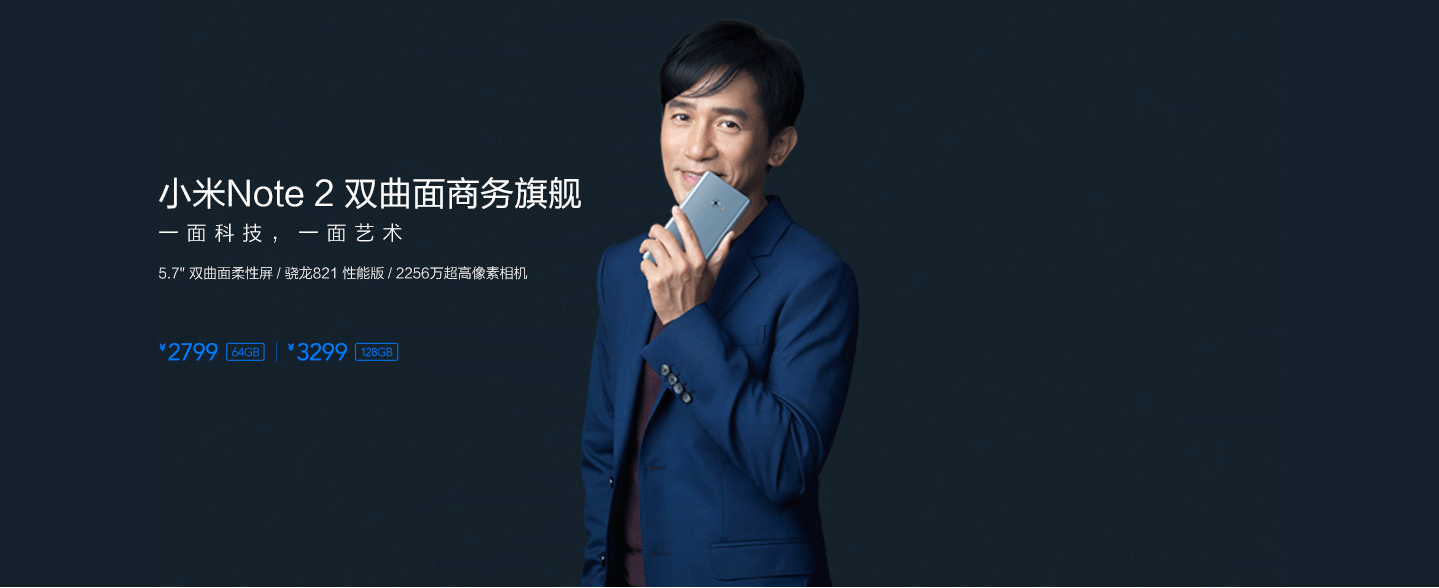 小米Note 2 双曲面商务旗舰
一面科技，一面艺术
5.7" 双曲面柔性屏 / 骁龙821 性能版 / 2256万超高像素相机
¥2799 64GB | ¥3299 128GB